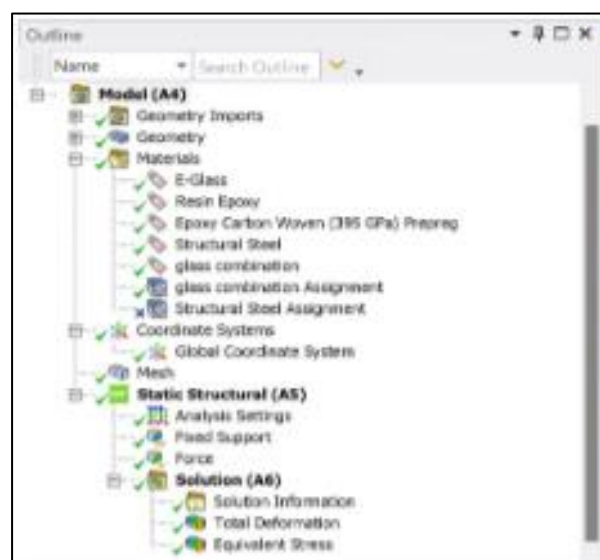 Outline
Name Search Outline
Model (A4)
Geometry Imports
Geometry
Materials
E-Glass
Resin Epoxy
Epoxy Carbon Woven (395 GPa) Prepreg
Structural Steel
glass combination
glass combination Assignment
Structural Steel Assignment
Coordinate Systems
Global Coordinate System
Mesh
Static Structural (A5)
Analysis Settings
Fixed Support
Force
Solution (A6)
Solution Information
Total Deformation
Equivalent Stress